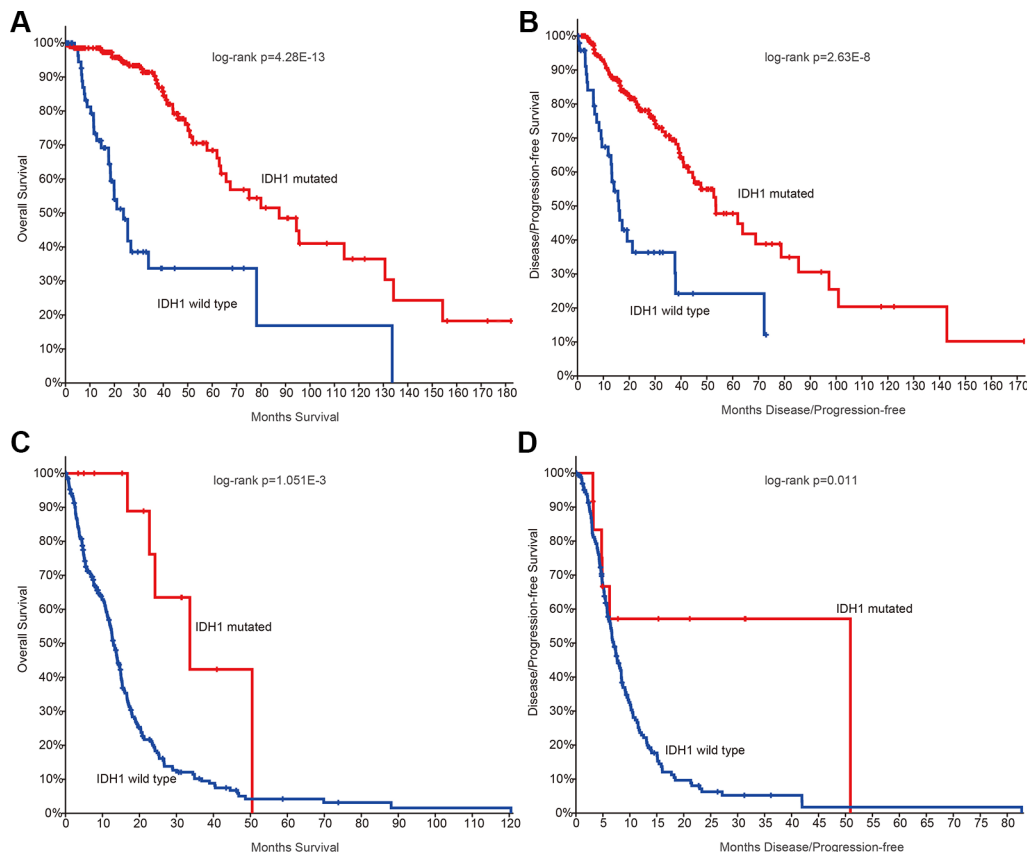 A
log-rank p=4.28E-13
Overall Survival
100%
90%
80%
70%
60%
50%
40%
30%
20%
10%
0%
IDH1 mutated
IDH1 wild type
0 10 20 30 40 50 60 70 80 90 100 110 120 130 140 150 160 170 180
Months Survival
B
log-rank p=2.63E-8
Disease/Progression-free Survival
100%
90%
80%
70%
60%
50%
40%
30%
20%
10%
0%
IDH1 mutated
IDH1 wild type
0 10 20 30 40 50 60 70 80 90 100 110 120 130 140 150 160 170
Months Disease/Progression-free
C
log-rank p=1.051E-3
Overall Survival
100%
90%
80%
70%
60%
50%
40%
30%
20%
10%
0%
IDH1 mutated
IDH1 wild type
0 10 20 30 40 50 60 70 80 90 100 110 120
Months Survival
D
log-rank p=0.011
Disease/Progression-free Survival
100%
90%
80%
70%
60%
50%
40%
30%
20%
10%
0%
IDH1 mutated
IDH1 wild type
0 5 10 15 20 25 30 35 40 45 50 55 60 65 70 75 80
Months Disease/Progression-free